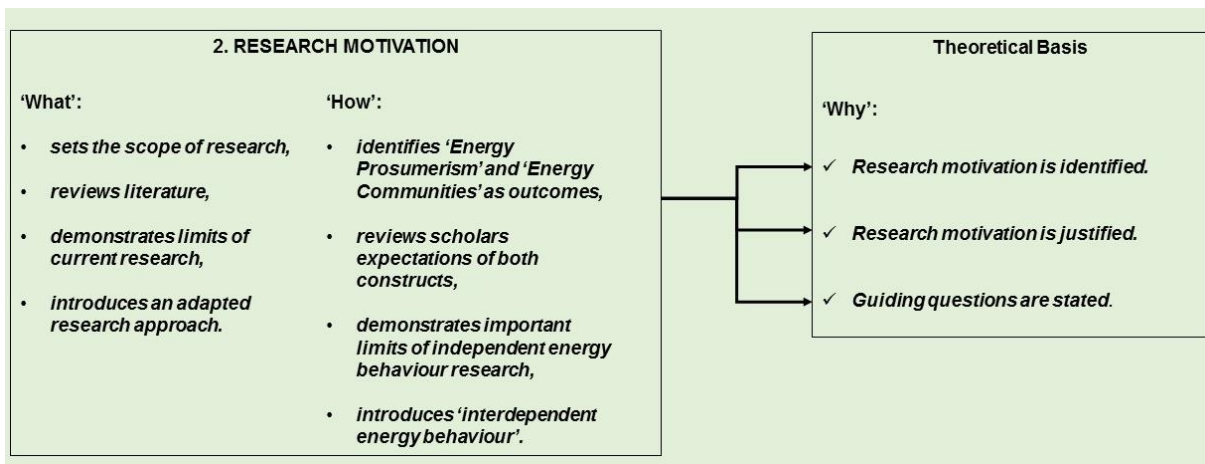 2. RESEARCH MOTIVATION
‘What’:
• sets the scope of research,
• reviews literature,
• demonstrates limits of
current research,
• introduces an adapted
research approach.
‘How’:
• identifies ‘Energy
Prosumerism’ and ‘Energy
Communities’ as outcomes,
• reviews scholars
expectations of both
constructs,
• demonstrates important
limits of independent energy
behaviour research,
• introduces ‘interdependent
energy behaviour’.
Theoretical Basis
‘Why’:
✓ Research motivation is identified.
✓ Research motivation is justified.
✓ Guiding questions are stated.